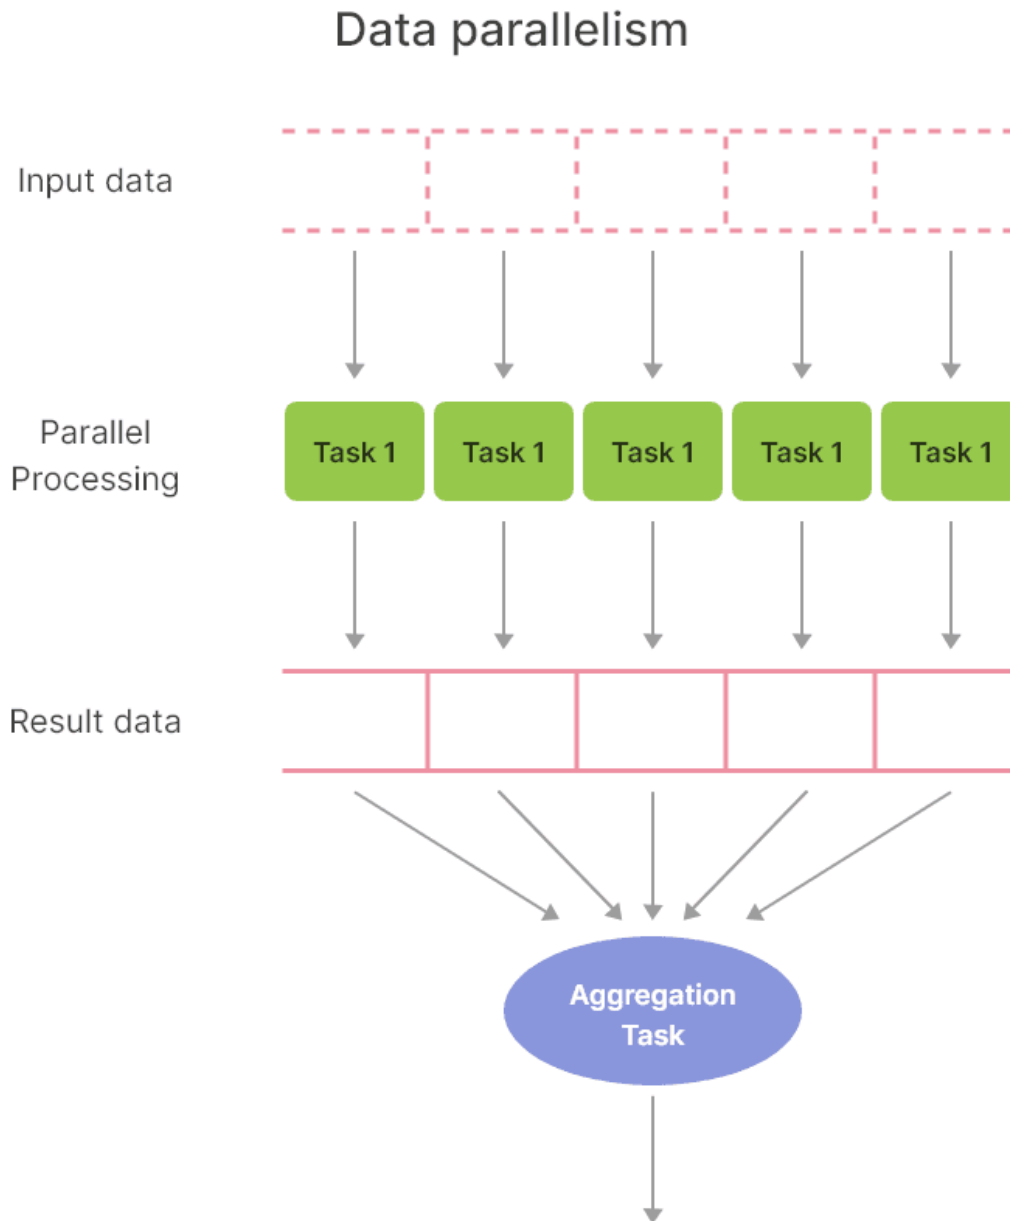 Data parallelism
Input data
Parallel
Processing
Task 1
Task 1
Task 1
Task 1
Task 1
Result data
Aggregation
Task